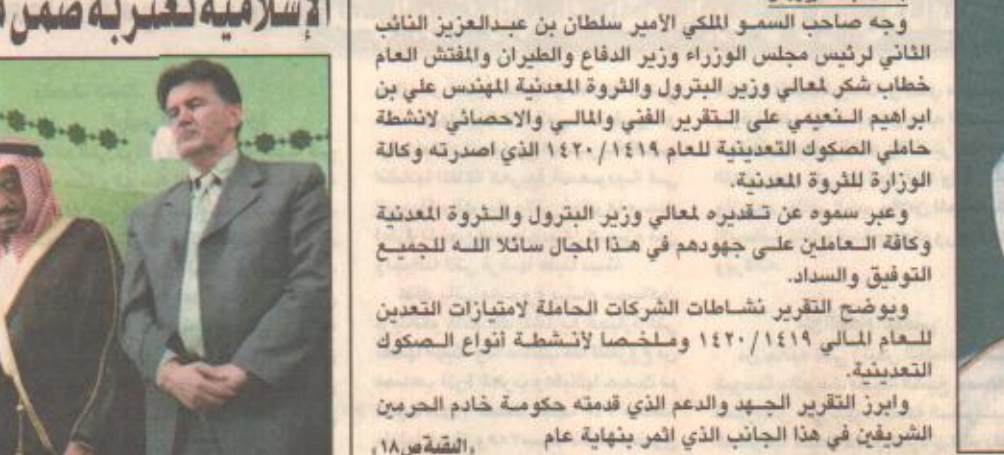 الإسلامية تعتبر به ضمن
وجه صاحب السمو الملكي الأمير سلطان بن عبدالعزيز النائب
الثاني لرئيس مجلس الوزراء وزير الدفاع والطيران والمفتش العام
خطاب شكر لمعالي وزير البترول والثروة المعدنية المهندس علي بن
ابراهيم النعيمي على التقرير الفني والمالي والاحصائي لانشطة
حاملي الصكوك التعدينية للعام ١٤٢٠/١٤١٩ الذي اصدرته وكالة
الوزارة للثروة المعدنية.
وعبر سموه عن تقديره لمعالي وزير البترول والثروة المعدنية
وكافة العاملين على جهودهم في هذا المجال سائلا الله للجميع
التوفيق والسداد.
ويوضح التقرير نشاطات الشركات الحاملة لامتيازات التعدين
للعام المالي ١٤٢٠/١٤١٩ وملخصا لأنشطة أنواع الصكوك
التعدينية.
وابرز التقرير الجهد والدعم الذي قدمته حكومة خادم الحرمين
الشريفين في هذا الجانب الذي اثمر بنهاية عام
«البقية ص ١٨»